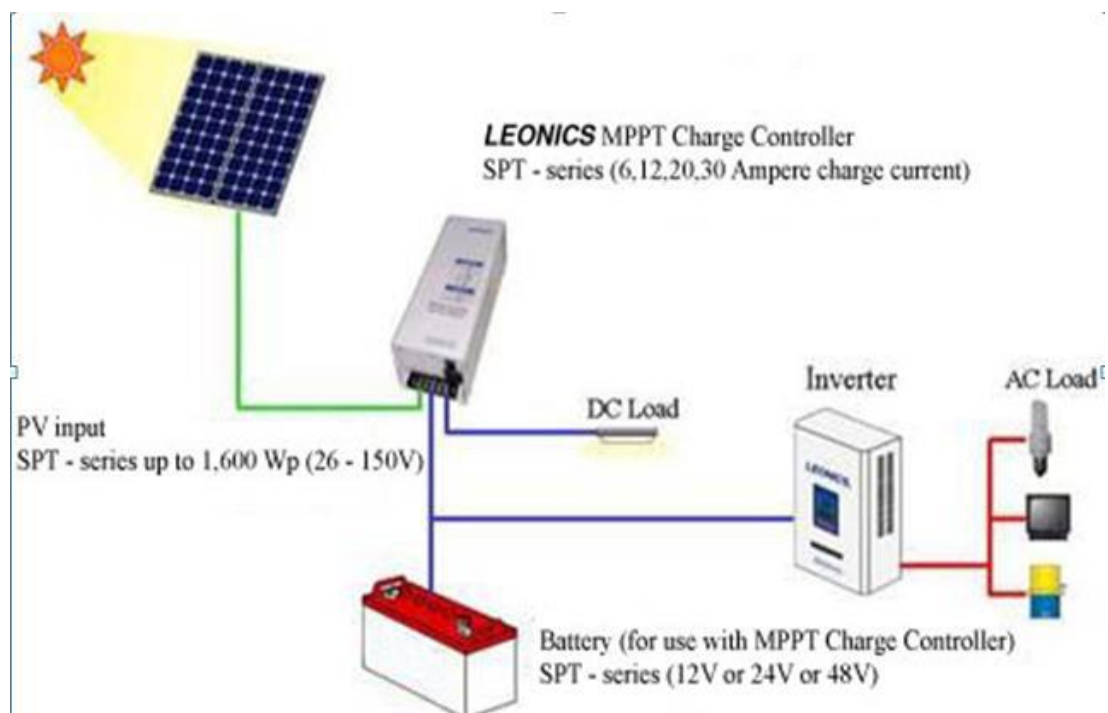 LEONICS MPPT Charge Controller
SPT - series (6,12,20,30 Ampere charge current)
Inverter
AC Load
DC Load
PV input
SPT - series up to 1,600 Wp (26 - 150V)
LEONICS
Battery (for use with MPPT Charge Controller)
SPT - series (12V or 24V or 48V)